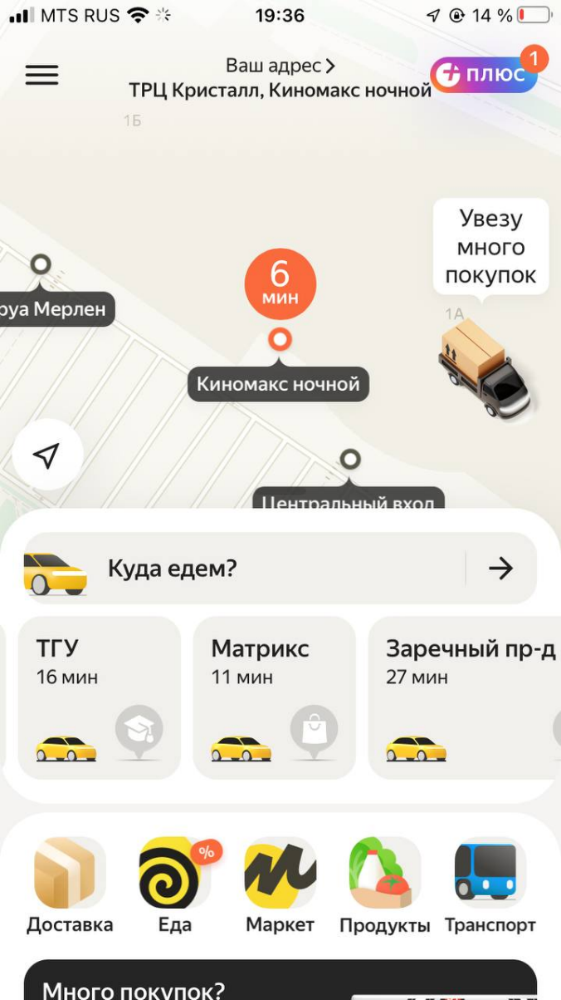 MTS RUS
19:36
14 %
Ваш адрес
ТРЦ Кристалл, Киномакс ночной
плюс
1
1Б
Увезу
много
покупок
6
мин
руа Мерлен
1А
Киномакс ночной
Центральный вход
Куда едем?
ТГУ
16 мин
Матрикс
11 мин
Заречный пр-д
27 мин
%
Доставка
Еда
Маркет
Продукты
Транспорт
Много покупок?